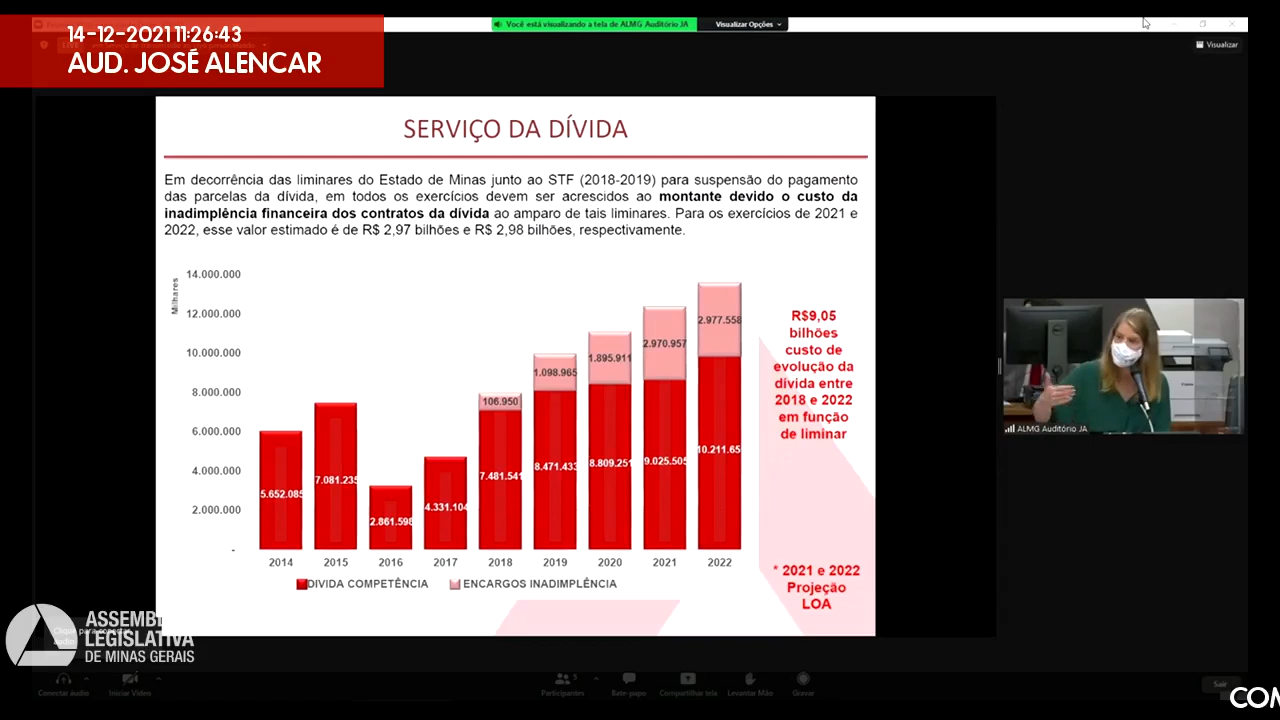 14-12-2021 11:26:43
AUD. JOSÉ ALENCAR
Você está visualizando a tela de ALMG Auditório JA
Visualizar Opções
Visualizar
SERVIÇO DA DÍVIDA
Em decorrência das liminares do Estado de Minas junto ao STF (2018-2019) para suspensão do pagamento
das parcelas da dívida, em todos os exercícios devem ser acrescidos ao montante devido o custo da
inadimplência financeira dos contratos da dívida ao amparo de tais liminares. Para os exercícios de 2021 e
2022, esse valor estimado é de R$ 2,97 bilhões e R$ 2,98 bilhões, respectivamente.
Milhares
14.000.000
12.000.000
10.000.000
8.000.000
6.000.000
4.000.000
2.000.000
-
5.652.085
7.081.235
2.861.598
4.331.104
106.950
7.481.541
1.098.965
8.471.433
1.895.911
8.809.251
2.970.957
9.025.505
2.977.558
10.211.65
2014 2015 2016 2017 2018 2019 2020 2021 2022
DIVIDA COMPETÊNCIA ENCARGOS INADIMPLÊNCIA
R$9,05
bilhões
custo de
evolução da
dívida entre
2018 e 2022
em função
de liminar
* 2021 e 2022
Projeção
LOA
ALMG Auditório JA
ASSEMB
LEGISLATIVA
DE MINAS GERAIS
Conectar áudio
Iniciar Vídeo
Participantes
Bate-papo
Compartilhar tela
Levantar Mão
Gravar
Sair
COM